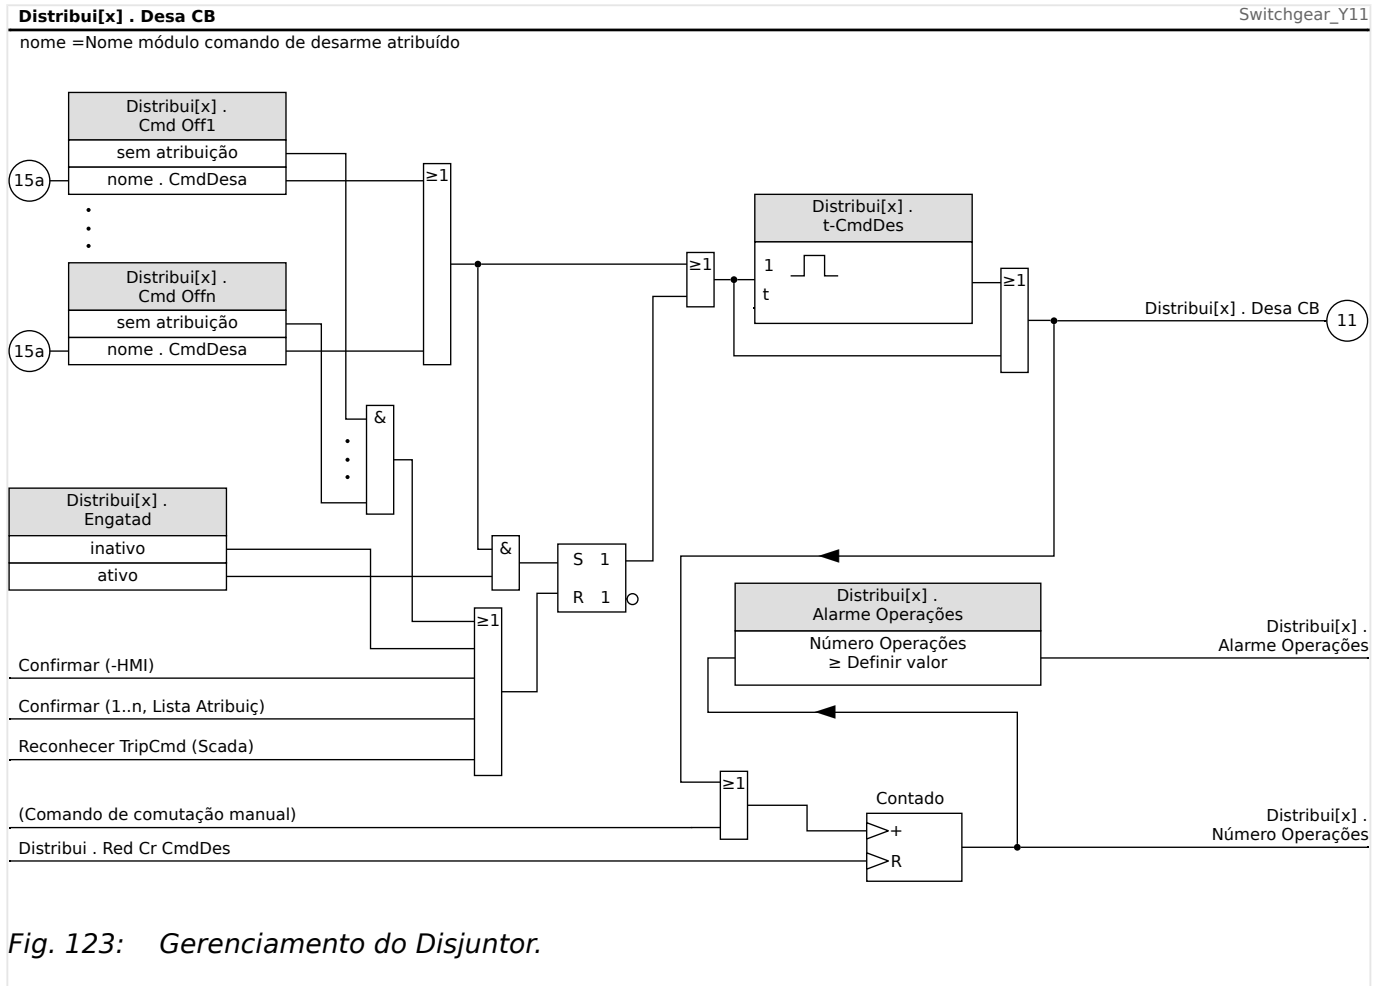 Distribui[x] . Desa CB
Switchgear_Y11
nome =Nome módulo comando de desarme atribuído
Distribui[x] .
Cmd Off1
sem atribuição
15a
nome . CmdDesa
≥1
Distribui[x] .
t-CmdDes
1
t
≥1
≥1
Distribui[x] .
Cmd Offn
sem atribuição
15a
nome . CmdDesa
Distribui[x] . Desa CB
11
&
Distribui[x] .
Engatad
inativo
ativo
&
S 1
R 1
≥1
Distribui[x] .
Alarme Operações
Número Operações
≥ Definir valor
Distribui[x] .
Alarme Operações
Confirmar (-HMI)
Confirmar (1..n, Lista Atribuiç)
Reconhecer TripCmd (Scada)
≥1
(Comando de comutação manual)
Distribui . Red Cr CmdDes
Contado
+
R
Distribui[x] .
Número Operações
Fig. 123: Gerenciamento do Disjuntor.